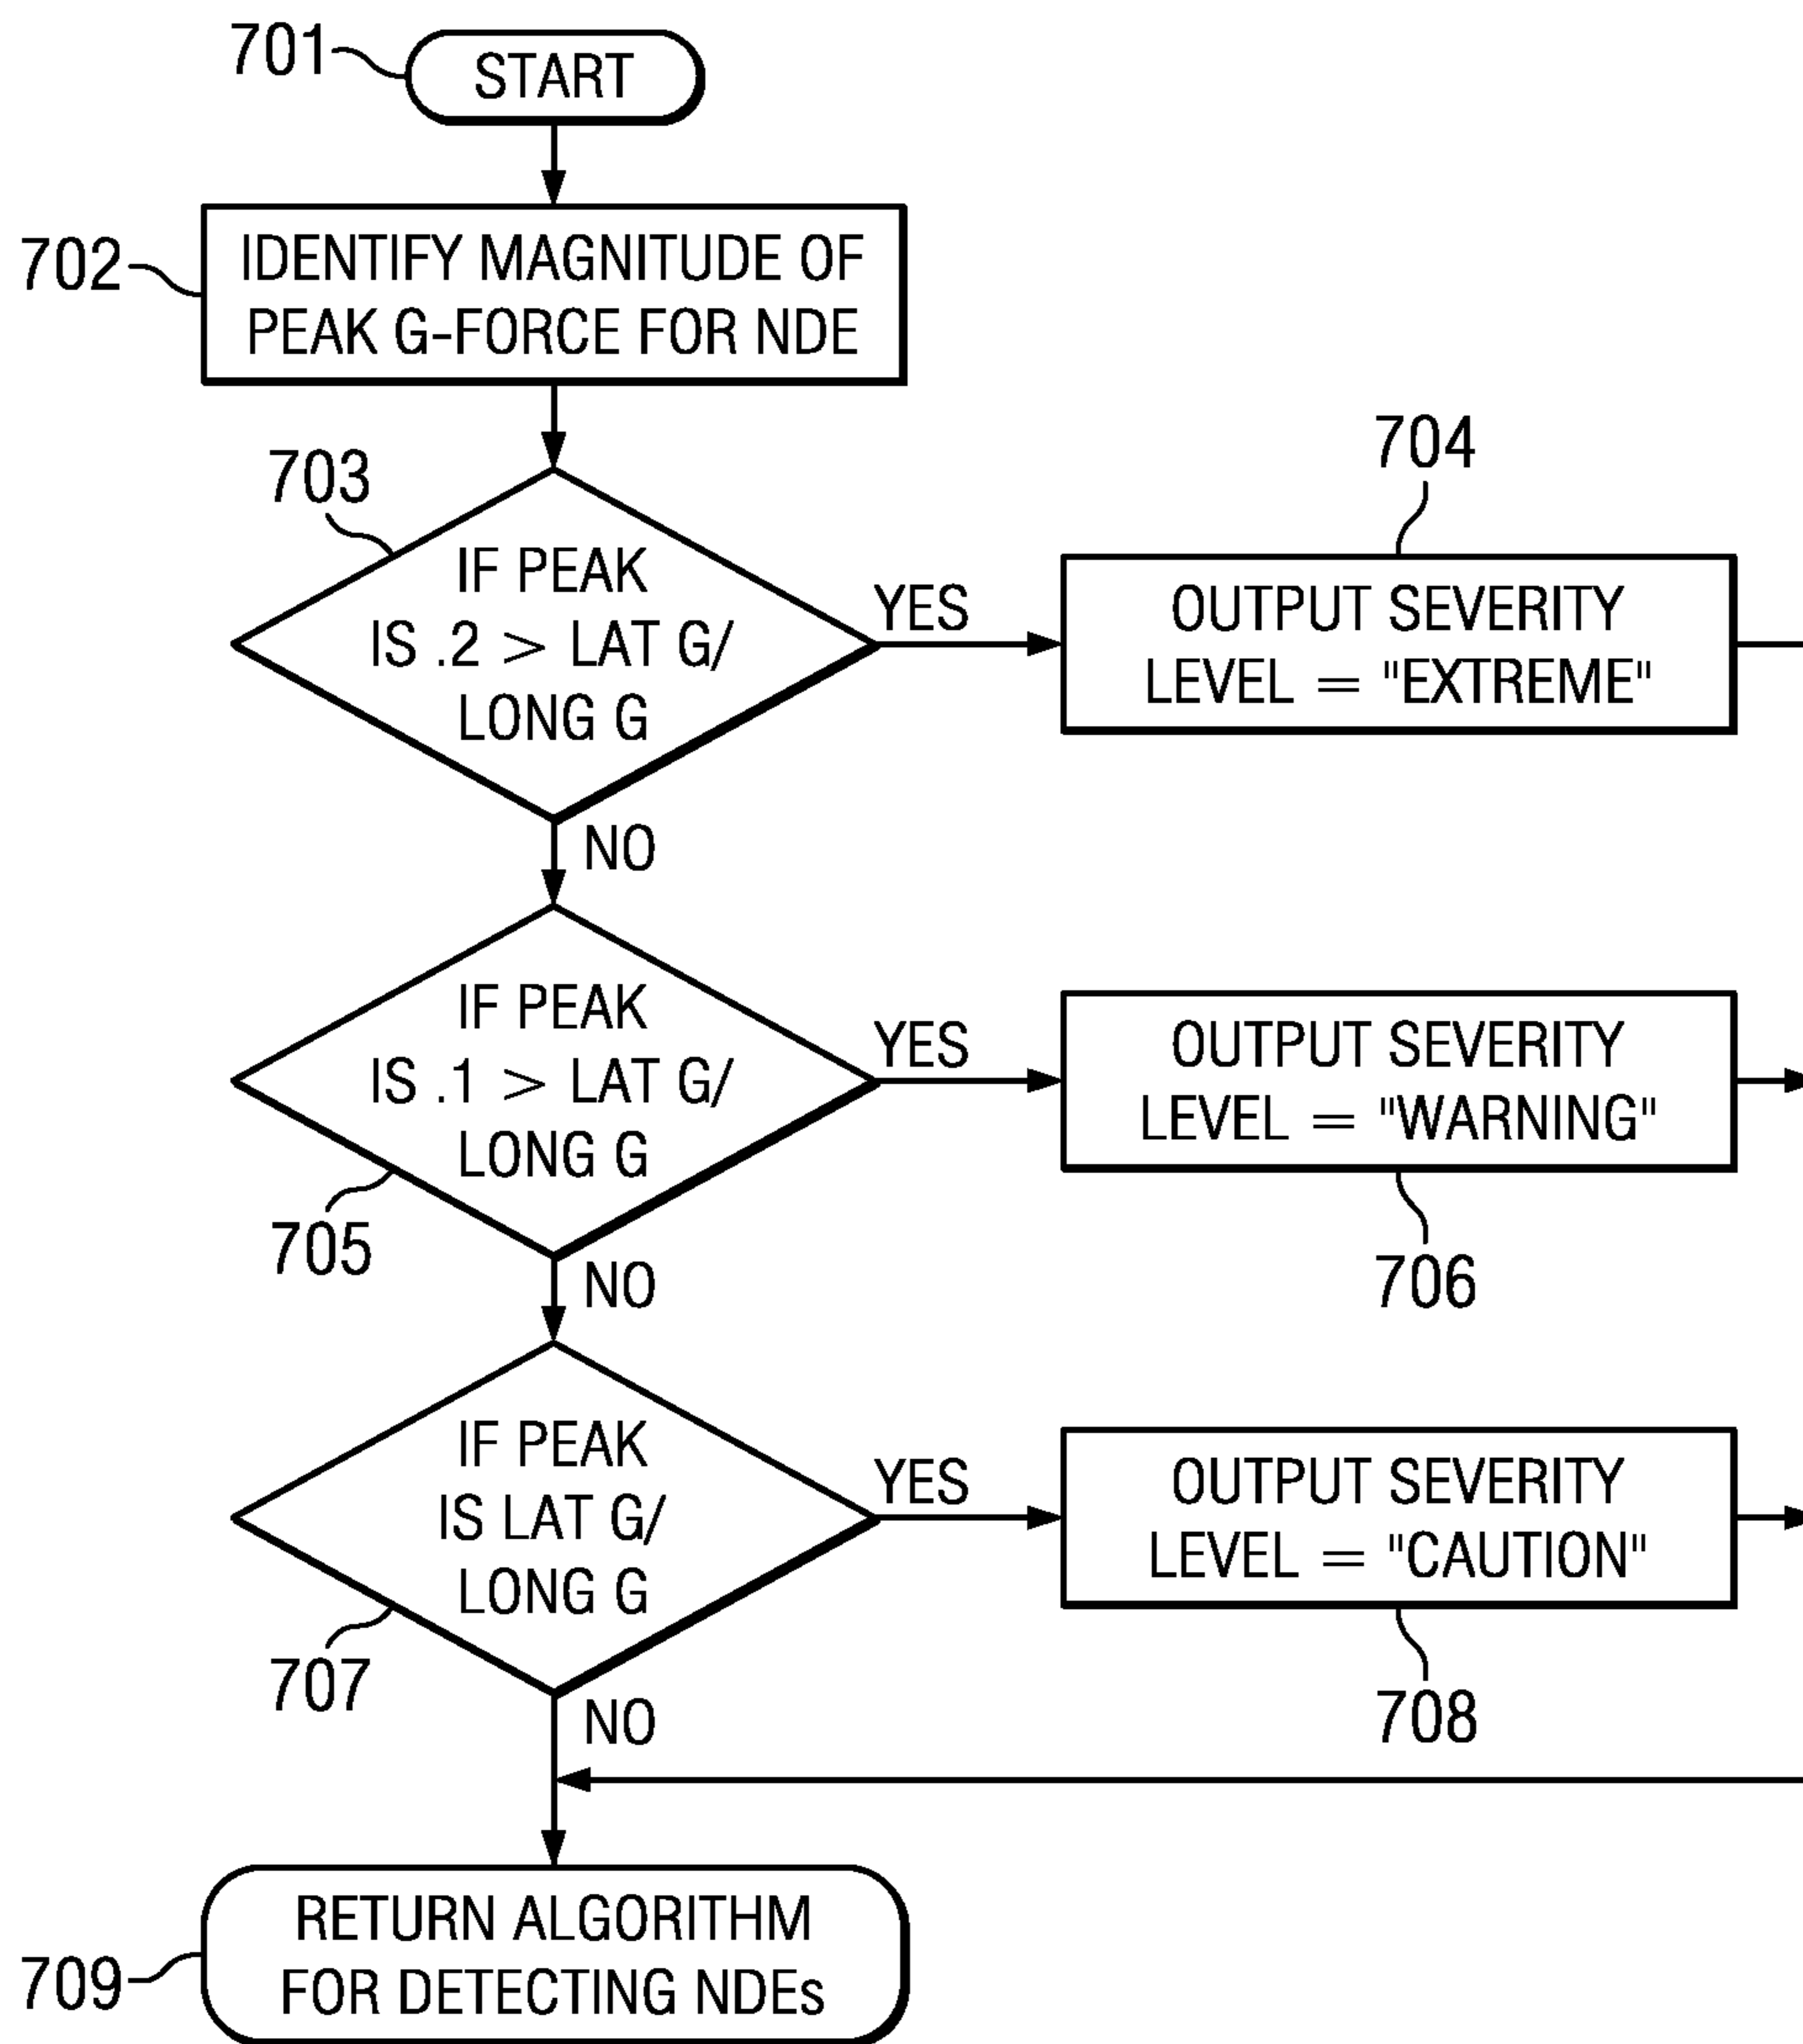 701
START
702
IDENTIFY MAGNITUDE OF
PEAK G-FORCE FOR NDE
703
IF PEAK
IS .2 > LAT G/
LONG G
YES
704
OUTPUT SEVERITY
LEVEL = "EXTREME"
NO
705
IF PEAK
IS .1 > LAT G/
LONG G
YES
OUTPUT SEVERITY
LEVEL = "WARNING"
706
NO
707
IF PEAK
IS LAT G/
LONG G
YES
OUTPUT SEVERITY
LEVEL = "CAUTION"
708
NO
709
RETURN ALGORITHM
FOR DETECTING NDEs